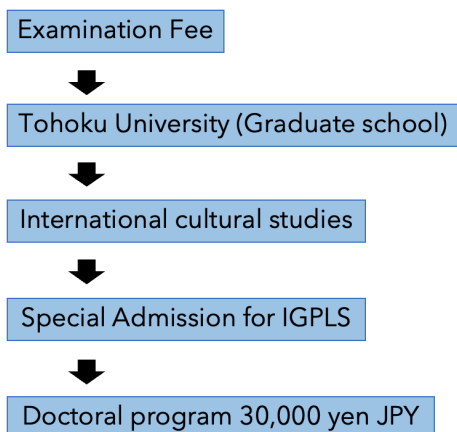 Examination Fee
Tohoku University (Graduate school)
International cultural studies
Special Admission for IGPLS
Doctoral program 30,000 yen JPY